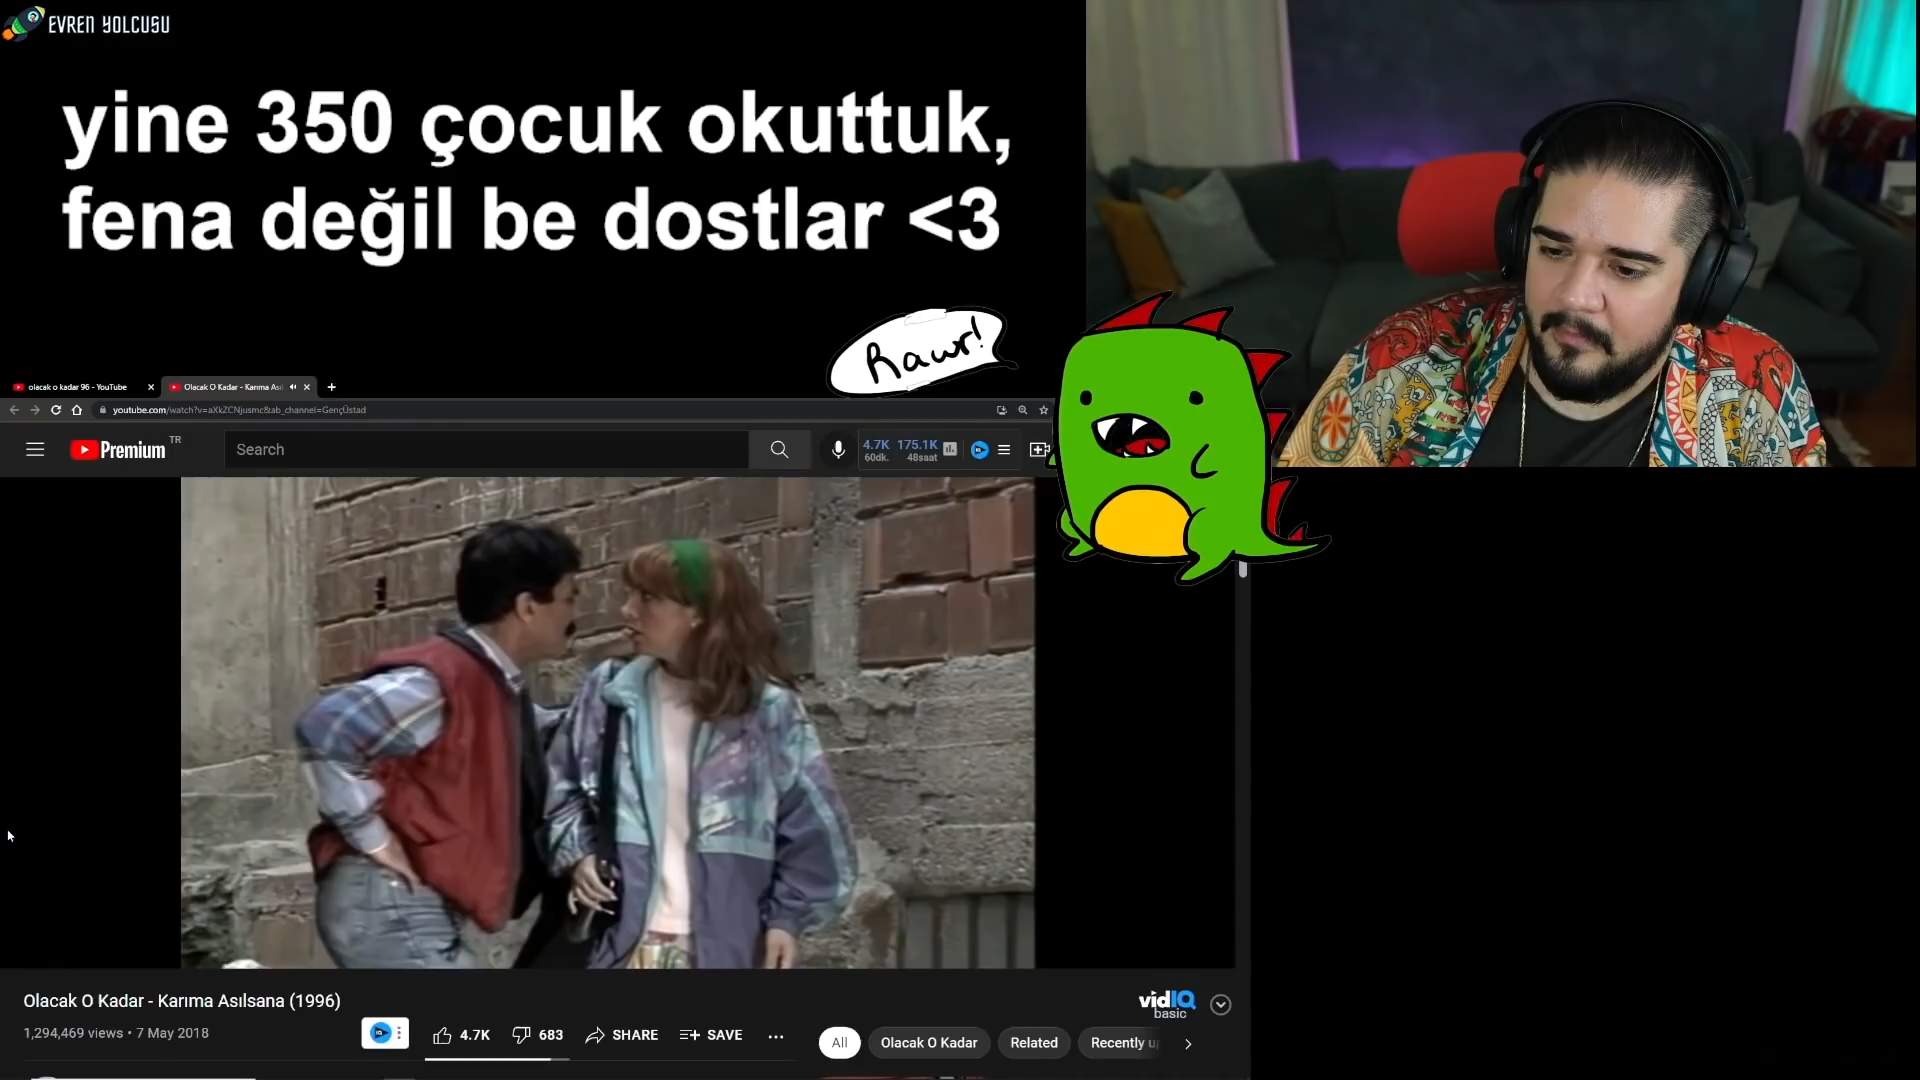 EVREN YOLCUSU
yine 350 çocuk okuttuk,
fena değil be dostlar <3
Rawr!
olacak o kadar 96 - YouTube
Olacak O Kadar - Karıma Ası
youtube.com/watch?v=aXkZCNjusmc&ab_channel=GençÜstad
Premium TR
Search
4.7K 175.1K
60dk. 48saat
Olacak O Kadar - Karıma Asılsana (1996)
1,294,469 views • 7 May 2018
4.7K
683
SHARE
SAVE
vidIQ
basic
All
Olacak O Kadar
Related
Recently u